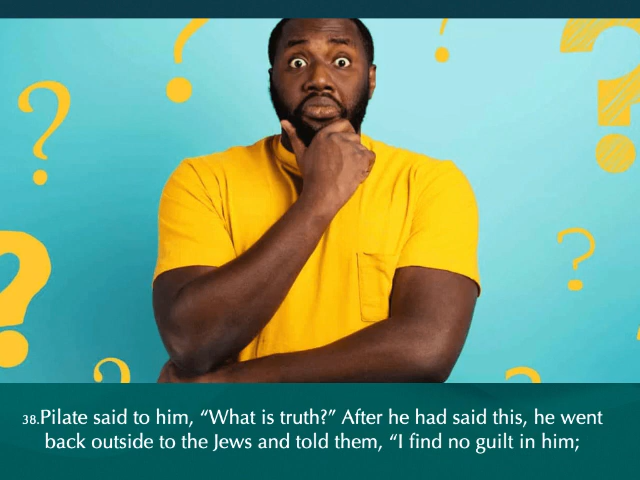 38.Pilate said to him, “What is truth?” After he had said this, he went
back outside to the Jews and told them, “I find no guilt in him;